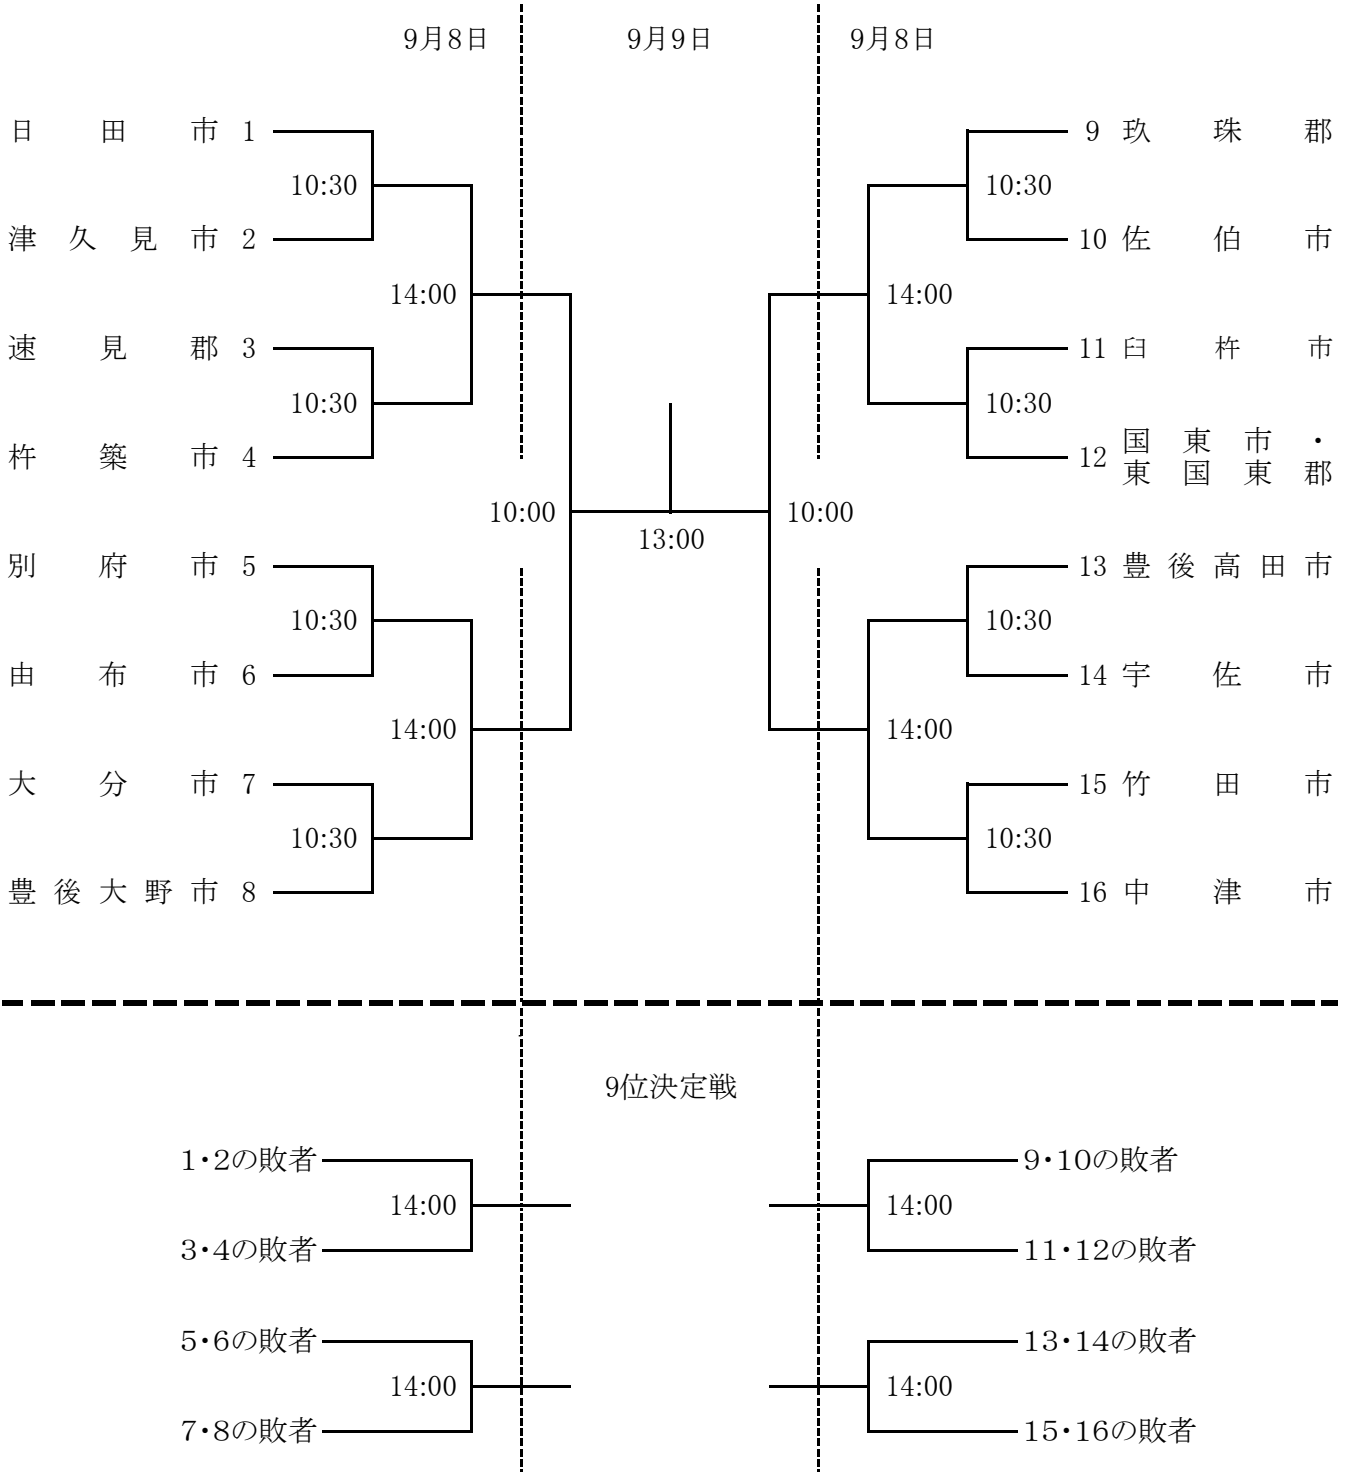 9月8日 9月9日 9月8日
日田市 1
10:30
津久見市 2
14:00
速見郡 3
10:30
杵築市 4
10:00
別府市 5
10:30
由布市 6
14:00
大分市 7
10:30
豊後大野市 8
13:00
9 玖珠郡
10:30
10 佐伯市
14:00
11 臼杵市
10:30
12 国東市・
東国東郡
10:00
13 豊後高田市
10:30
14 宇佐市
14:00
15 竹田市
10:30
16 中津市
9位決定戦
1・2の敗者
14:00
3・4の敗者
5・6の敗者
14:00
7・8の敗者
9・10の敗者
14:00
11・12の敗者
13・14の敗者
14:00
15・16の敗者